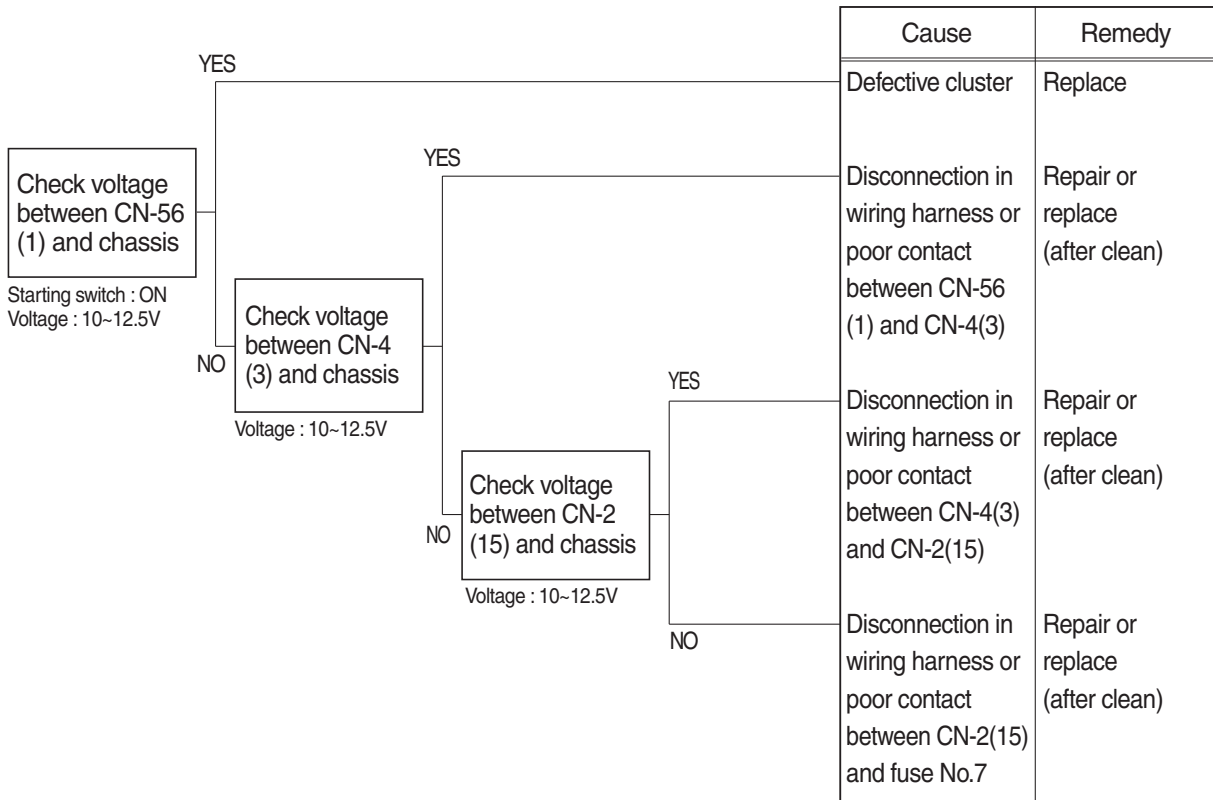 Cause
Remedy
YES
Defective cluster
Replace
Check voltage
between CN-56
(1) and chassis
Starting switch : ON
Voltage : 10~12.5V
YES
Disconnection in
wiring harness or
poor contact
between CN-56
(1) and CN-4(3)
Repair or
replace
(after clean)
NO
Check voltage
between CN-4
(3) and chassis
Voltage : 10~12.5V
YES
Disconnection in
wiring harness or
poor contact
between CN-4(3)
and CN-2(15)
Repair or
replace
(after clean)
NO
Check voltage
between CN-2
(15) and chassis
Voltage : 10~12.5V
NO
Disconnection in
wiring harness or
poor contact
between CN-2(15)
and fuse No.7
Repair or
replace
(after clean)